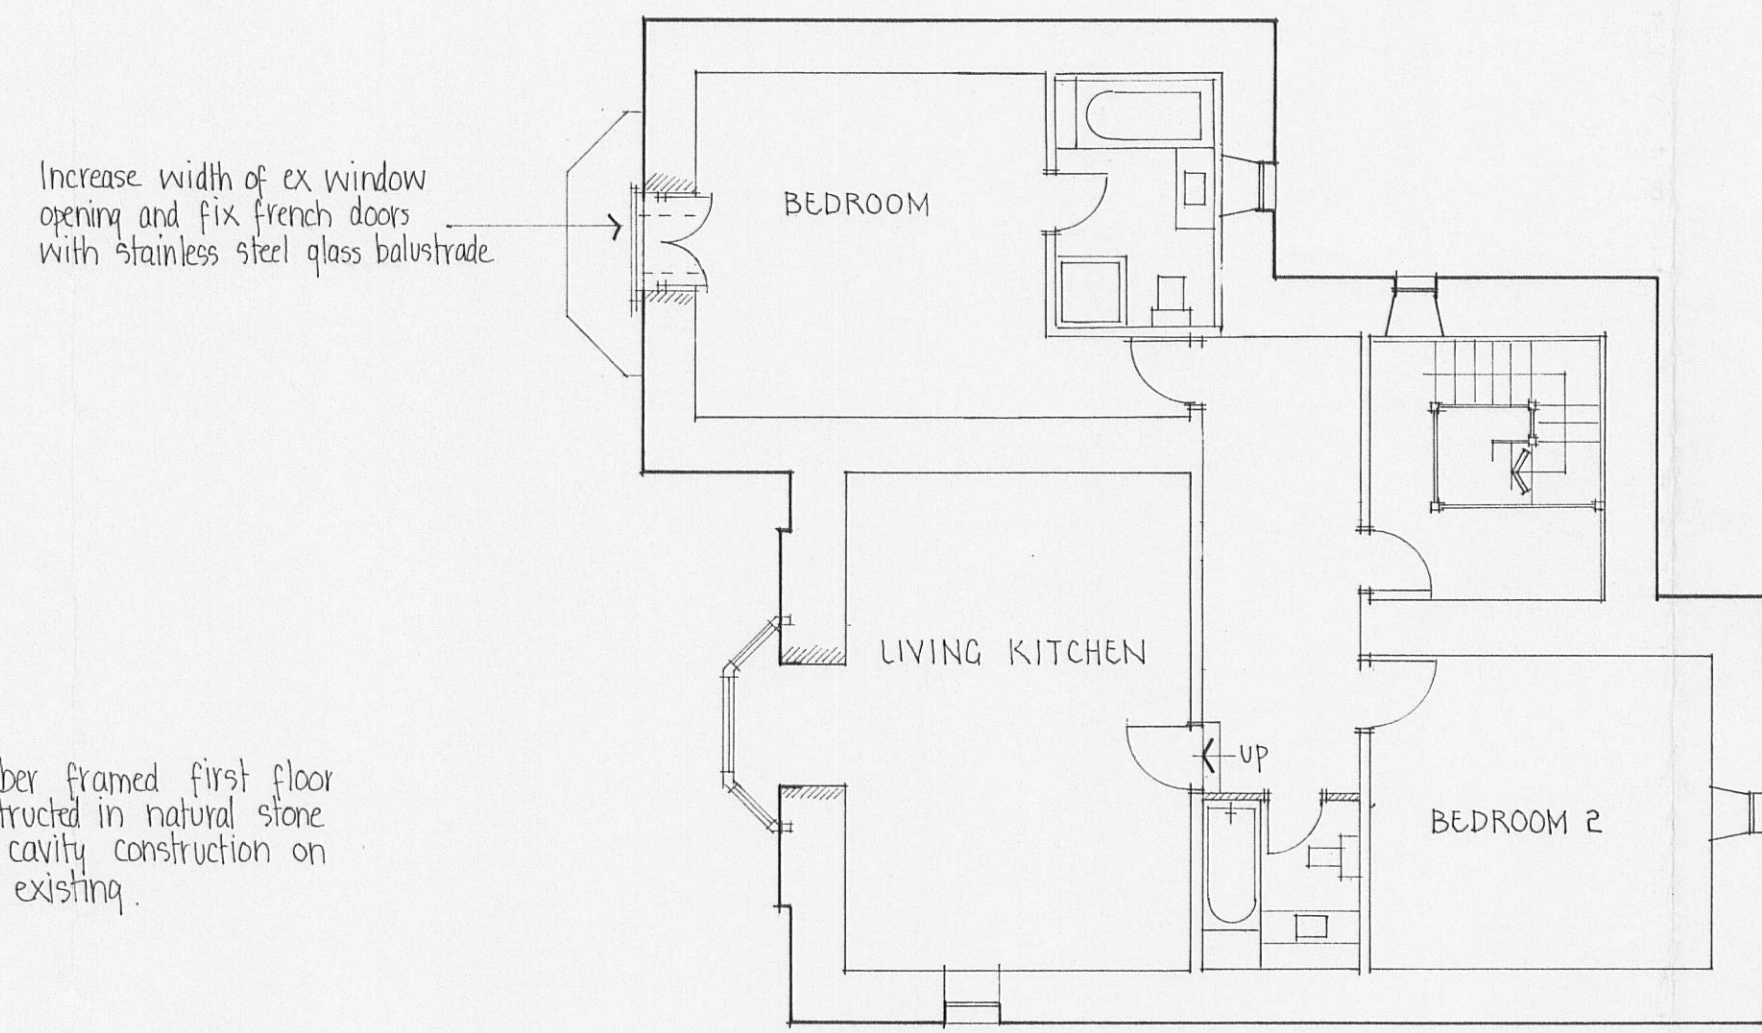 Increase width of ex window
opening and fix french doors
with stainless steel glass balustrade
BEDROOM
LIVING KITCHEN
UP
BEDROOM 2
framed first floor
in natural stone
cavity construction on
existing.